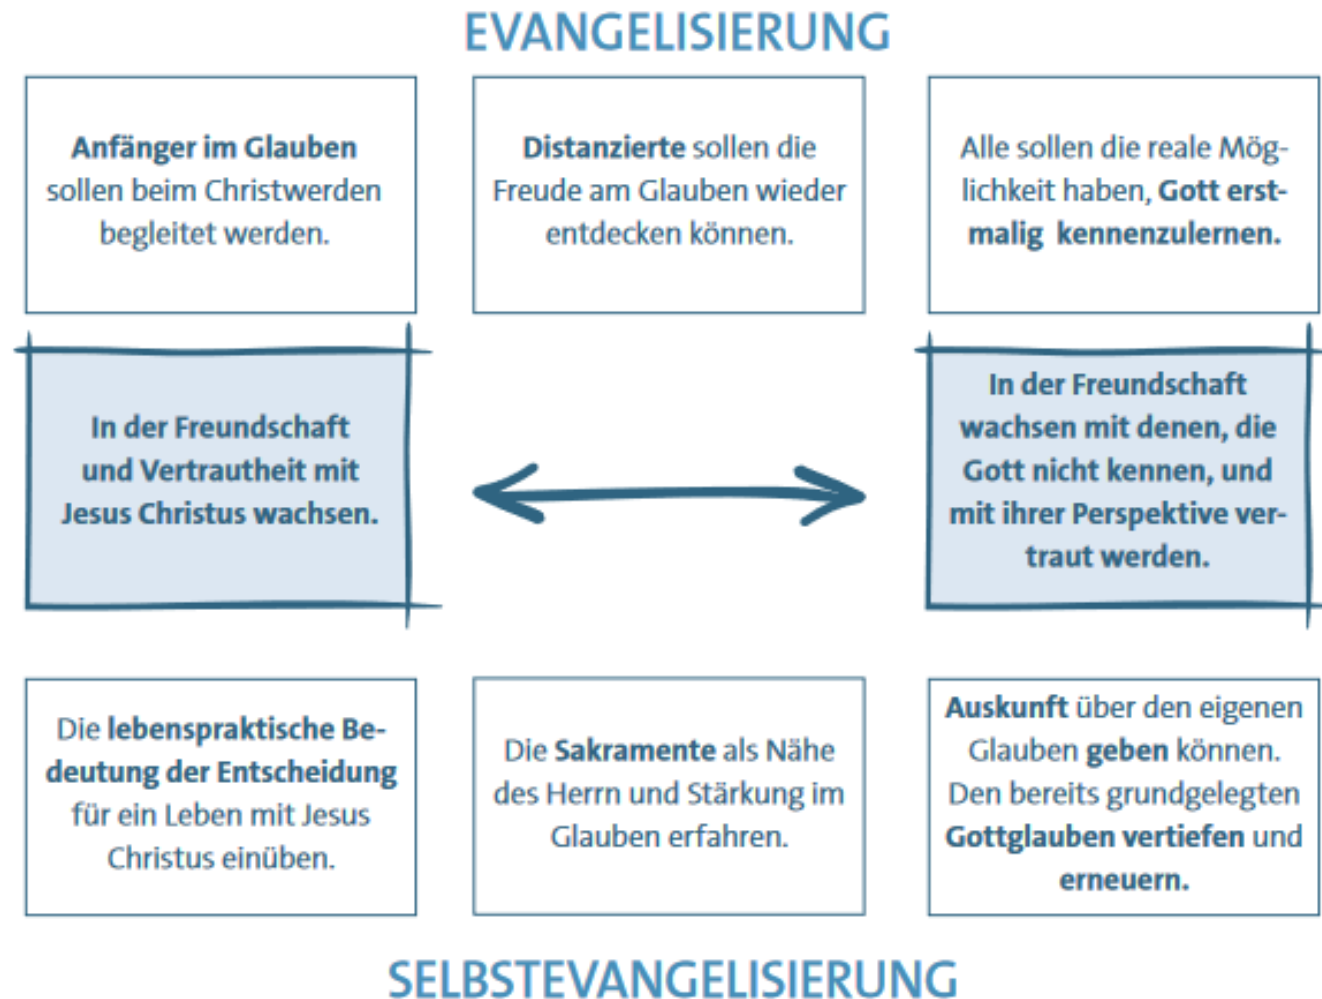 EVANGELISIERUNG
Anfänger im Glauben
sollen beim Christwerden
begleitet werden.
Distanzierte sollen die
Freude am Glauben wieder
entdecken können.
Alle sollen die reale Mög-
lichkeit haben, Gott erst-
malig kennenzulernen.
In der Freundschaft
und Vertrautheit mit
Jesus Christus wachsen.
In der Freundschaft
wachsen mit denen, die
Gott nicht kennen, und
mit ihrer Perspektive ver-
traut werden.
Die lebenspraktische Be-
deutung der Entscheidung
für ein Leben mit Jesus
Christus einüben.
Die Sakramente als Nähe
des Herrn und Stärkung im
Glauben erfahren.
Auskunft über den eigenen
Glauben geben können.
Den bereits grundgelegten
Gottglauben vertiefen und
erneuern.
SELBSTEVANGELISIERUNG